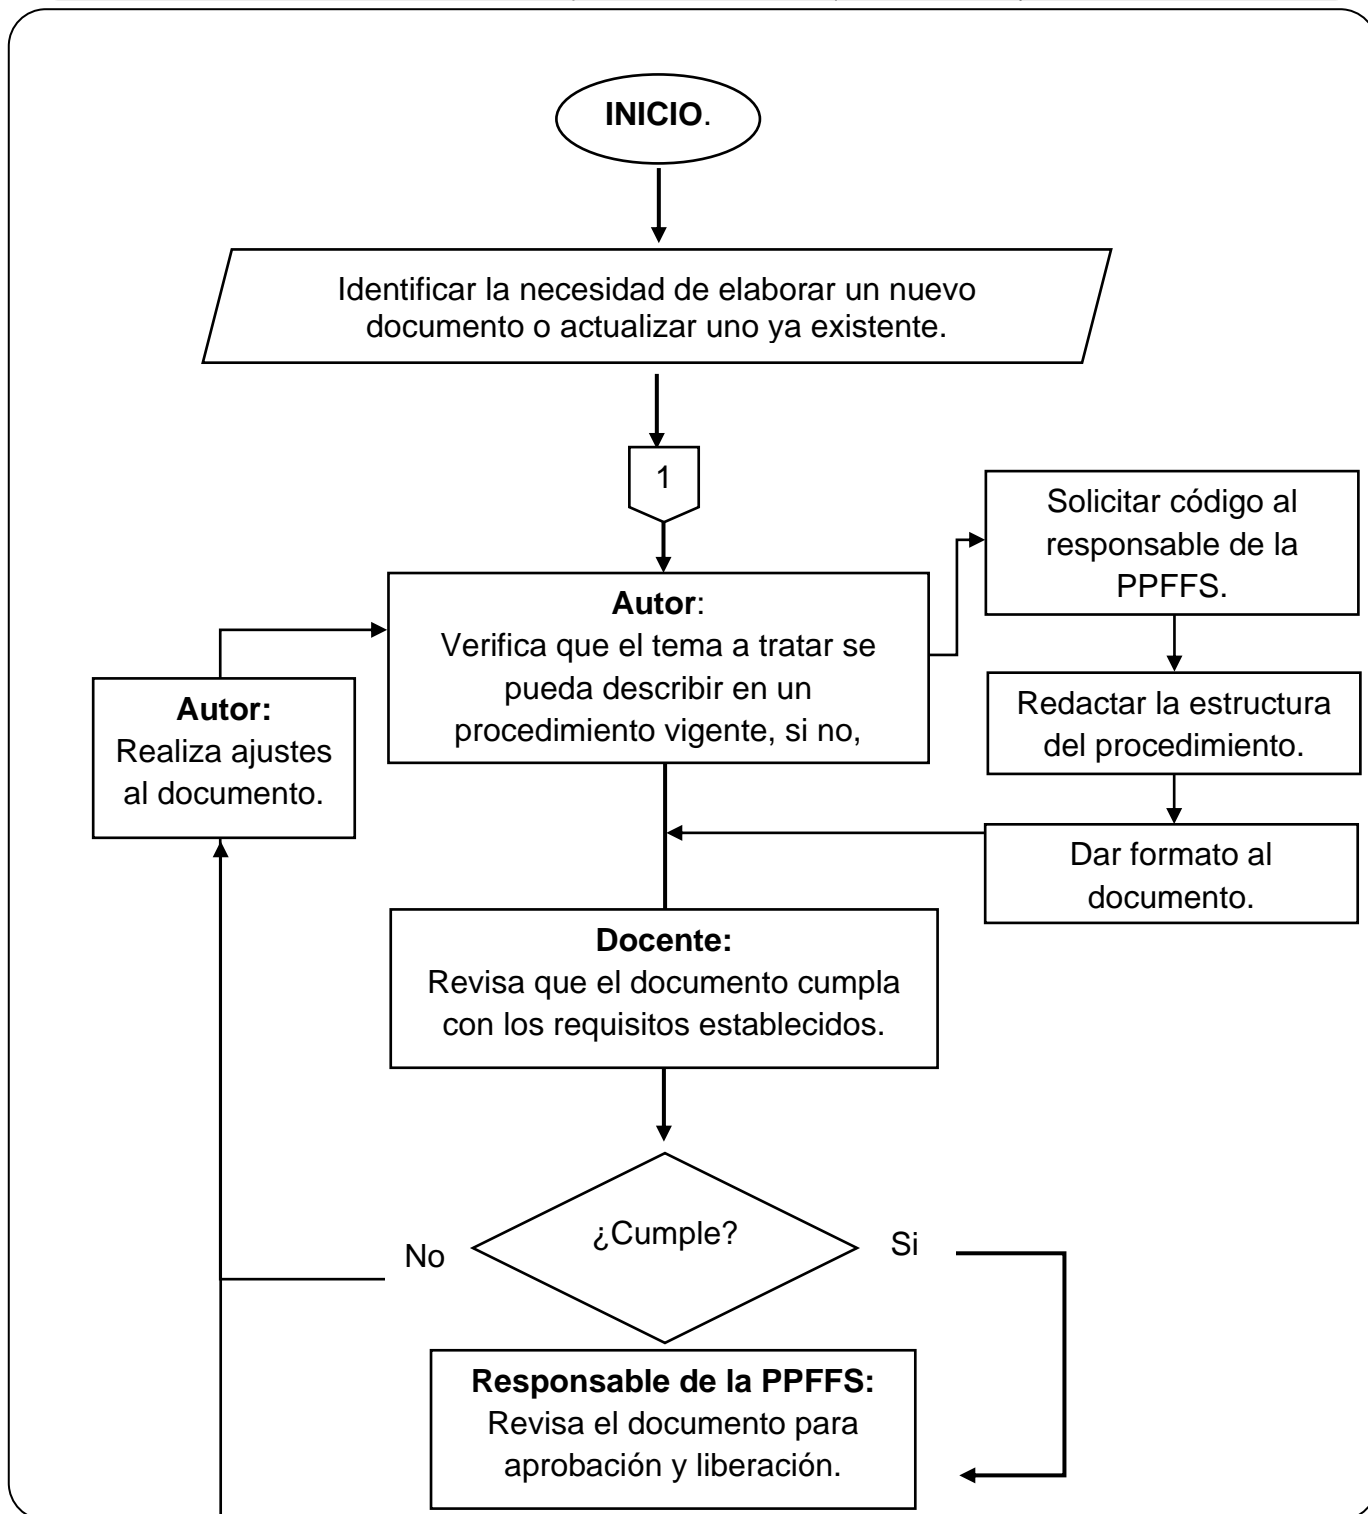 INICIO.
Identificar la necesidad de elaborar un nuevo
documento o actualizar uno ya existente.
1
Solicitar código al
responsable de la
PPFFS.
Autor:
Verifica que el tema a tratar se
pueda describir en un
procedimiento vigente, si no,
Redactar la estructura
del procedimiento.
Autor:
Realiza ajustes
al documento.
Dar formato al
documento.
Docente:
Revisa que el documento cumpla
con los requisitos establecidos.
¿Cumple?
No
Si
Responsable de la PPFFS:
Revisa el documento para
aprobación y liberación.